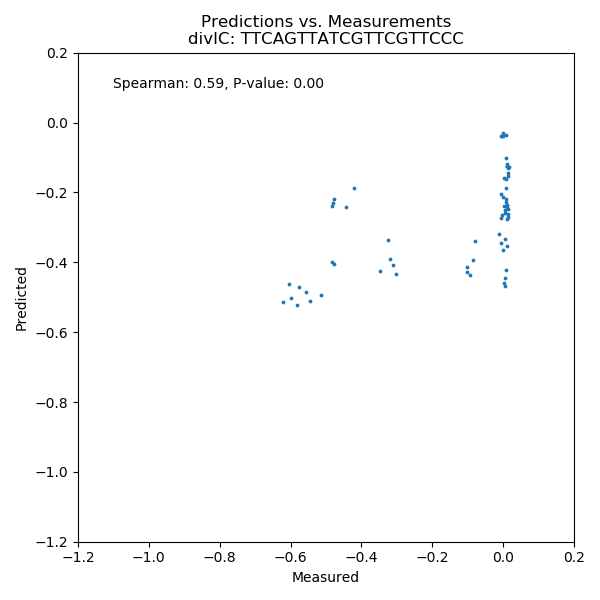 Predictions vs. Measurements
divIC: TTCAGTTATCGTTCGTTCCC
Spearman: 0.59, P-value: 0.00
0.2
0.0
−0.2
−0.4
−0.6
−0.8
−1.0
−1.2
Predicted
−1.2 −1.0 −0.8 −0.6 −0.4 −0.2 0.0 0.2
Measured